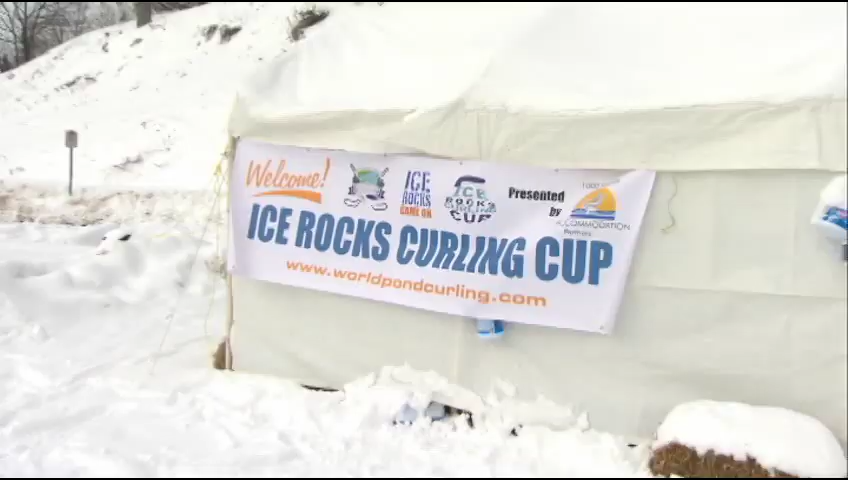 Welcome!
ICE
ROCKS
GAME ON
ICE
ROCKS
CURLING
CUP
Presented
by
ACCOMMODATION
ICE ROCKS CURLING CUP
www.worldpondcurling.com